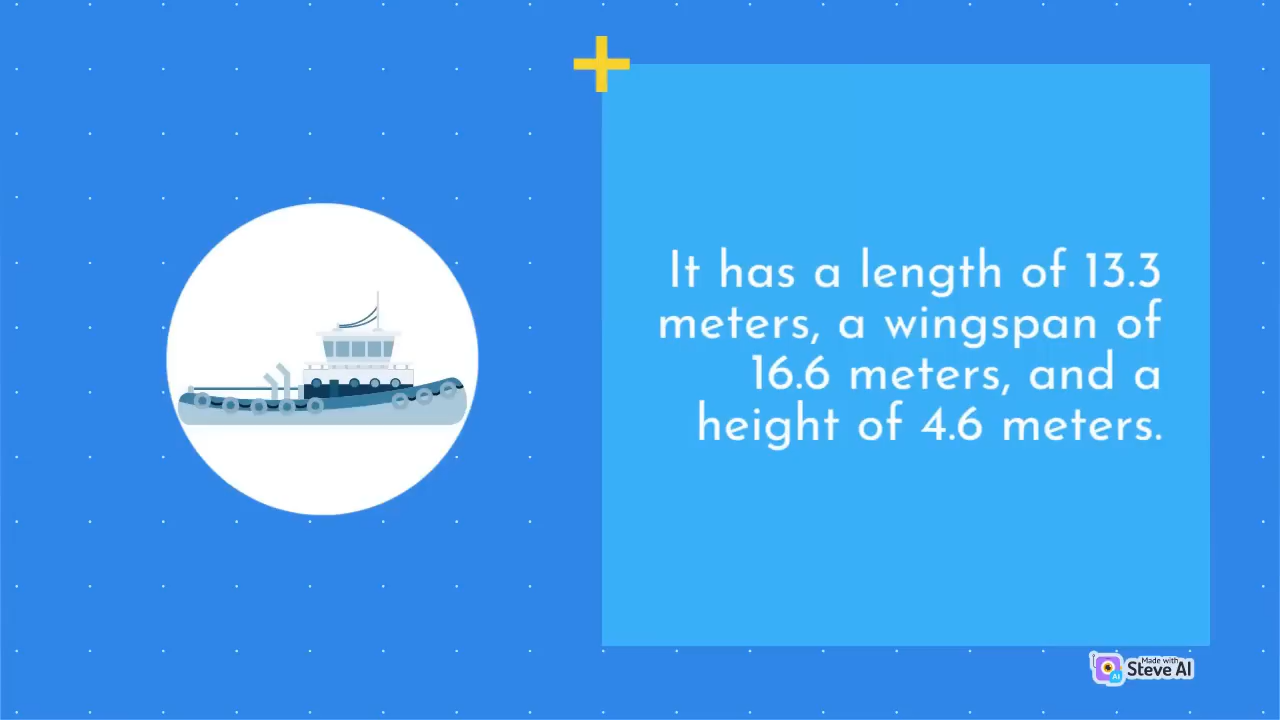 It has a length of 13.3
meters, a wingspan of
16.6 meters, and a
height of 4.6 meters.
Made with
Steve AI
AI